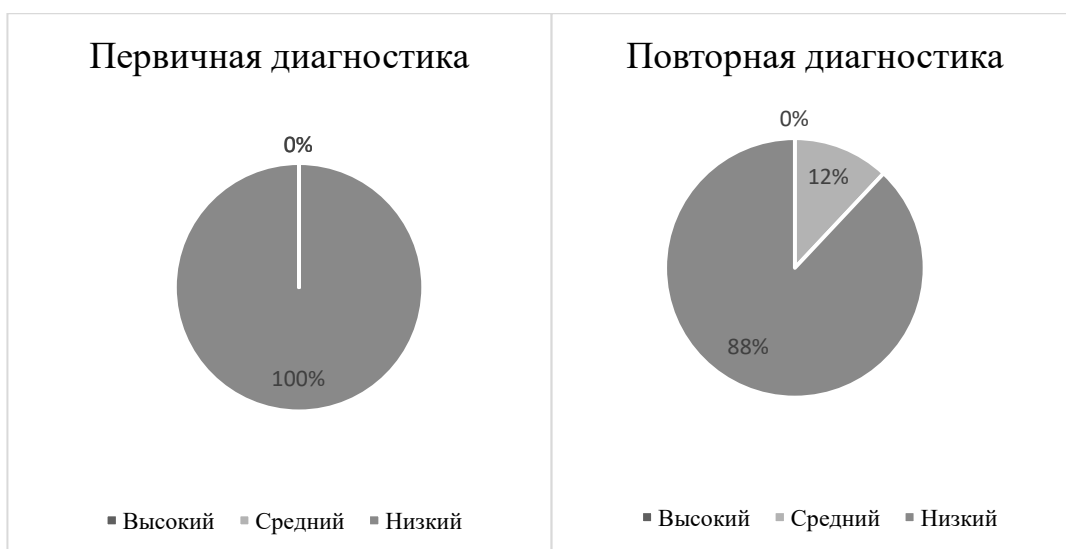 Первичная диагностика
0%
100%
Высокий Средний Низкий
Повторная диагностика
0%
12%
88%
Высокий Средний Низкий